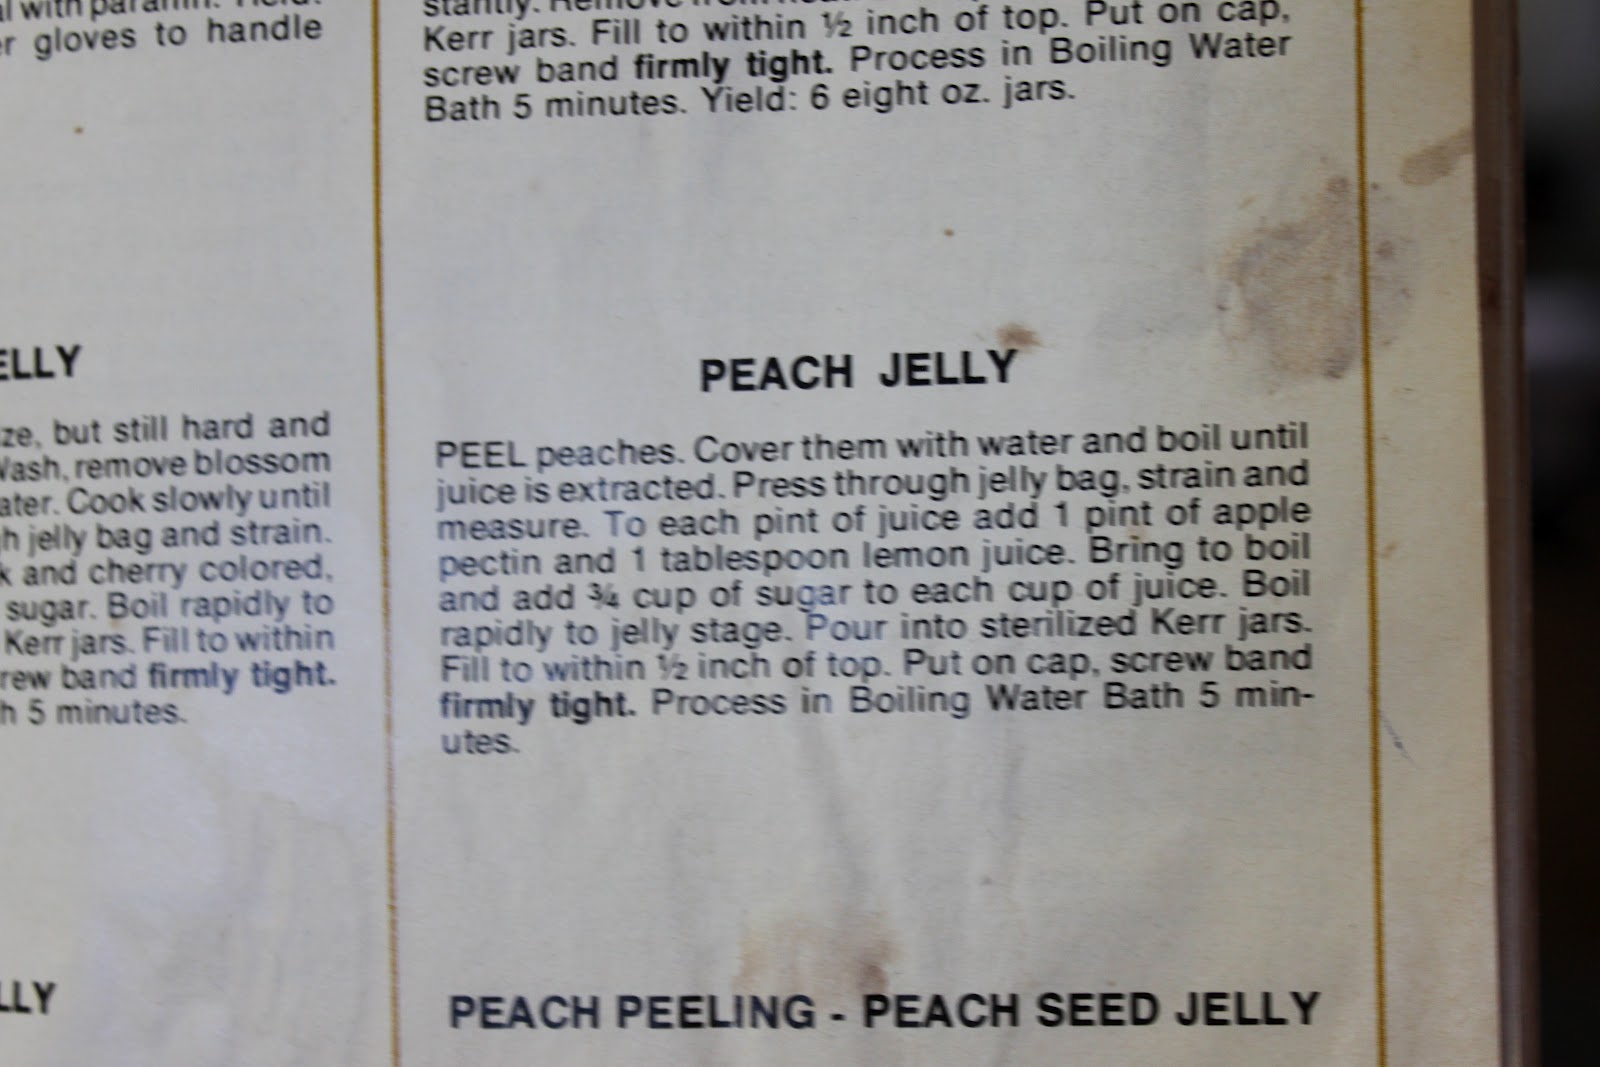 with paraffin.
gloves to handle
ELLY
ze, but still hard and
Wash, remove blossom
ater. Cook slowly until
h jelly bag and strain.
k and cherry colored,
sugar. Boil rapidly to
Kerr jars. Fill to within
rew band firmly tight.
h 5 minutes.
LLY
stantly. Remove from
Kerr jars. Fill to within ½ inch of top. Put on cap,
screw band firmly tight. Process in Boiling Water
Bath 5 minutes. Yield: 6 eight oz. jars.
PEACH JELLY
PEEL peaches. Cover them with water and boil until
juice is extracted. Press through jelly bag, strain and
measure. To each pint of juice add 1 pint of apple
pectin and 1 tablespoon lemon juice. Bring to boil
and add ¾ cup of sugar to each cup of juice. Boil
rapidly to jelly stage. Pour into sterilized Kerr jars.
Fill to within ½ inch of top. Put on cap, screw band
firmly tight. Process in Boiling Water Bath 5 min-
utes.
PEACH PEELING - PEACH SEED JELLY